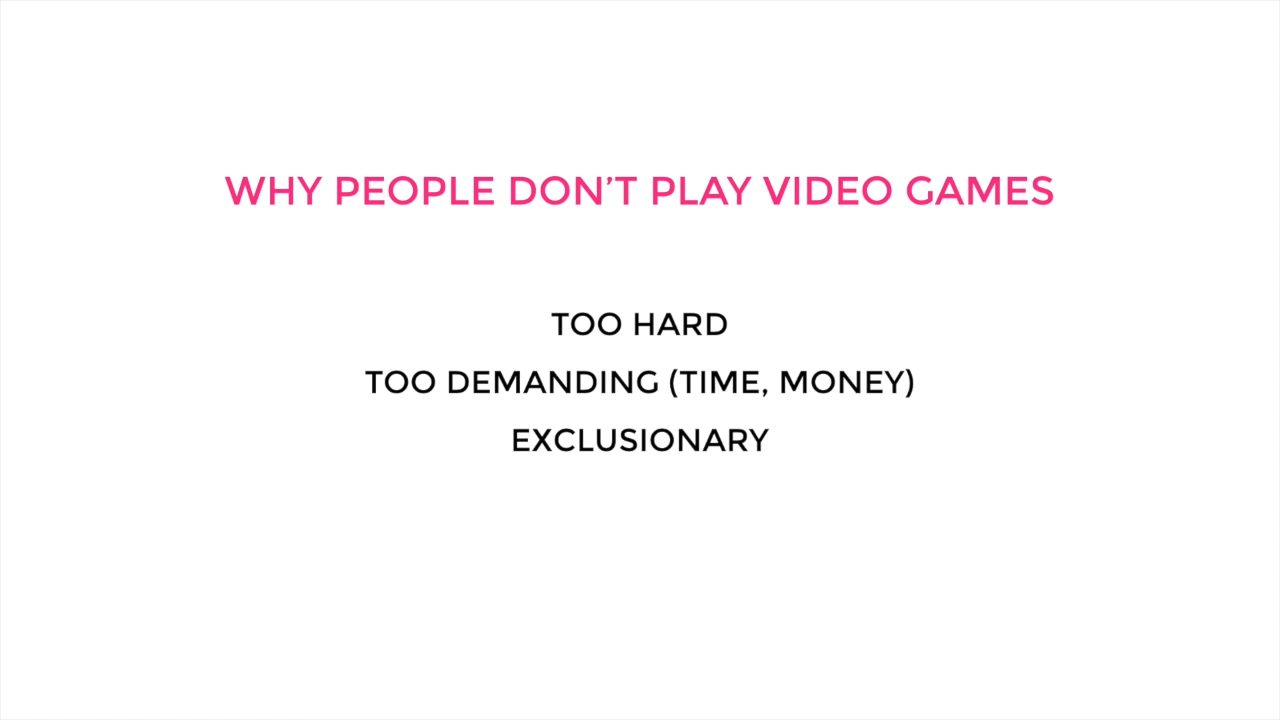 WHY PEOPLE DON’T PLAY VIDEO GAMES
TOO HARD
TOO DEMANDING (TIME, MONEY)
EXCLUSIONARY